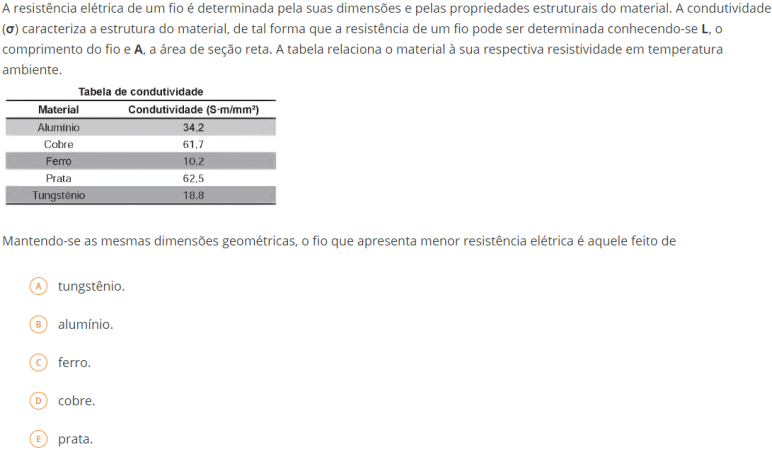 A resistência elétrica de um fio é determinada pela suas dimensões e pelas propriedades estruturais do material. A condutividade
(σ) caracteriza a estrutura do material, de tal forma que a resistência de um fio pode ser determinada conhecendo-se L, o
comprimento do fio e A, a área de seção reta. A tabela relaciona o material à sua respectiva resistividade em temperatura
ambiente.
Tabela de condutividade
Material Condutividade (S·m/mm²)
Alumínio 34,2
Cobre 61,7
Ferro 10,2
Prata 62,5
Tungstênio 18,8
Mantendo-se as mesmas dimensões geométricas, o fio que apresenta menor resistência elétrica é aquele feito de
A tungstênio.
B alumínio.
C ferro.
D cobre.
E prata.